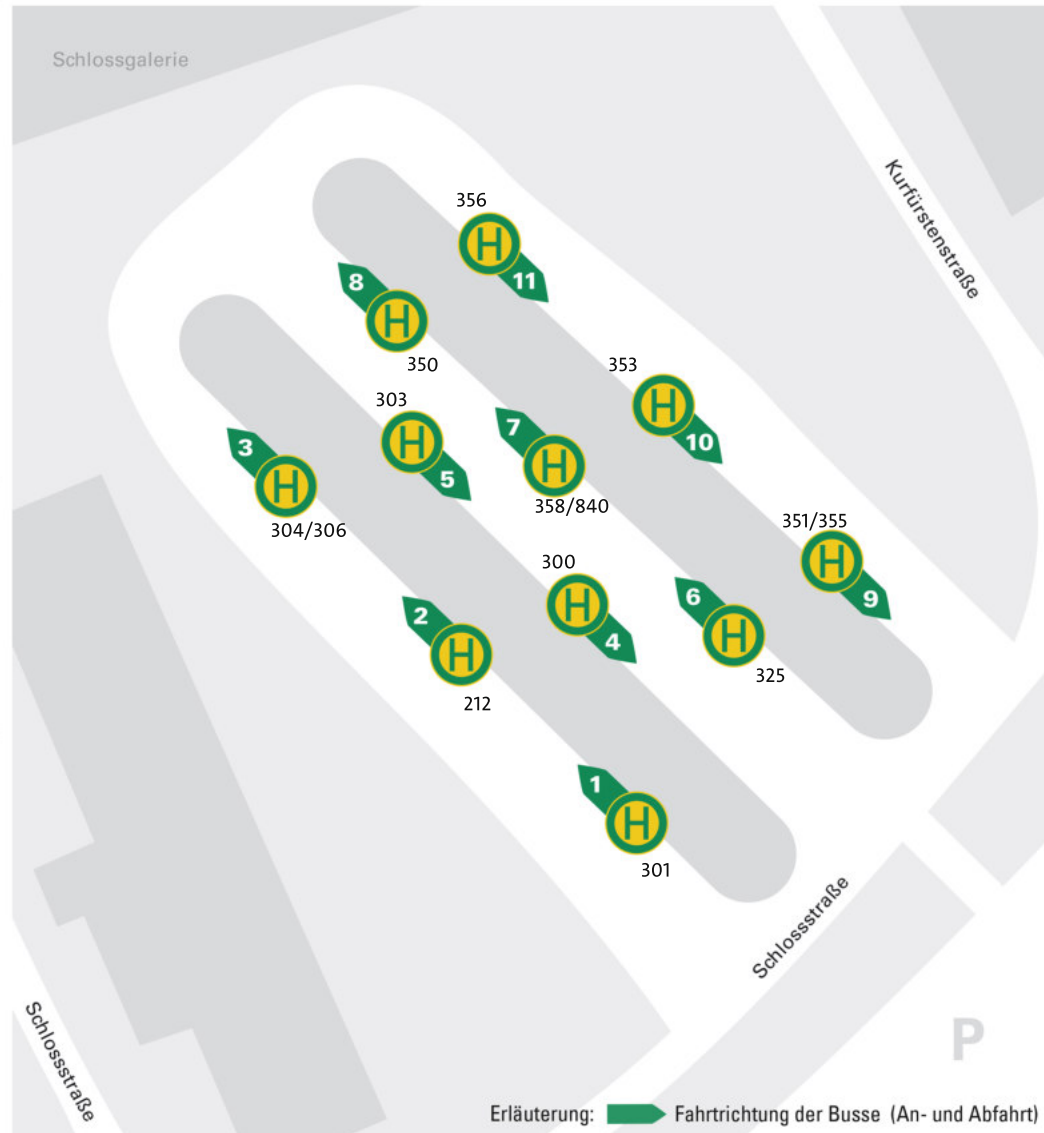 Schlossgalerie
Kurfürstenstraße
356
H
11
8
H
350
353
H
10
303
H
5
7
H
358/840
3
H
304/306
351/355
H
9
300
H
4
6
H
325
2
H
212
1
H
301
Schlossstraße
Schlossstraße
P
Erläuterung: Fahrtrichtung der Busse (An- und Abfahrt)